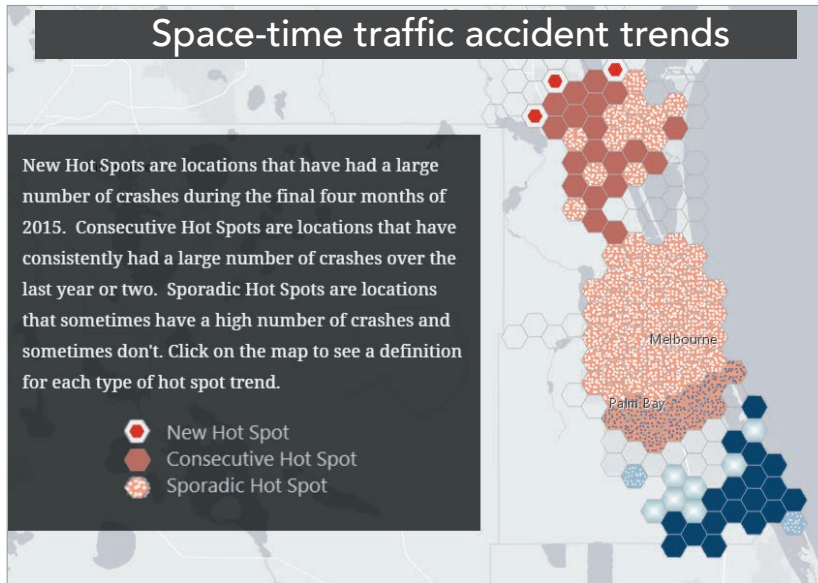 Space-time traffic accident trends
New Hot Spots are locations that have had a large
number of crashes during the final four months of
2015.  Consecutive Hot Spots are locations that have
consistently had a large number of crashes over the
last year or two.  Sporadic Hot Spots are locations
that sometimes have a high number of crashes and
sometimes don't. Click on the map to see a definition
for each type of hot spot trend.
New Hot Spot
Consecutive Hot Spot
Sporadic Hot Spot
Melbourne
Palm Bay